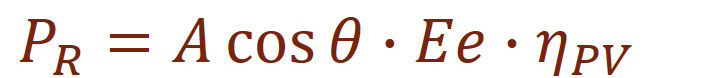 P_R = A cos θ · Ee · η_PV